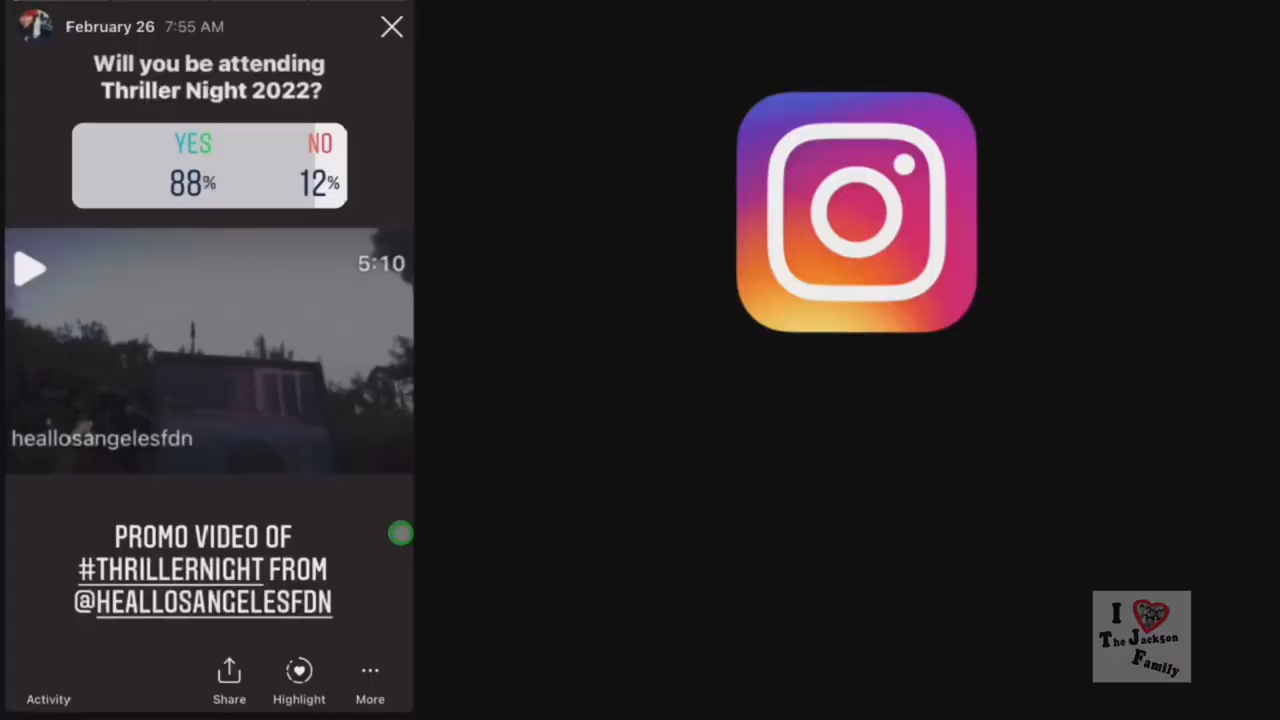 February 26 7:55 AM
Will you be attending
Thriller Night 2022?
YES NO
88% 12%
5:10
heallosangelesfdn
PROMO VIDEO OF
#THRILLERNIGHT FROM
@HEALLOSANGELESFDN
Activity Share Highlight More
I
The Jackson
Family